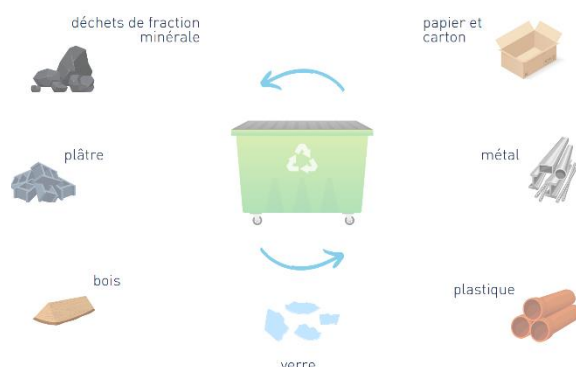 déchets de fraction
minérale
papier et
carton
plâtre
métal
bois
plastique
verre